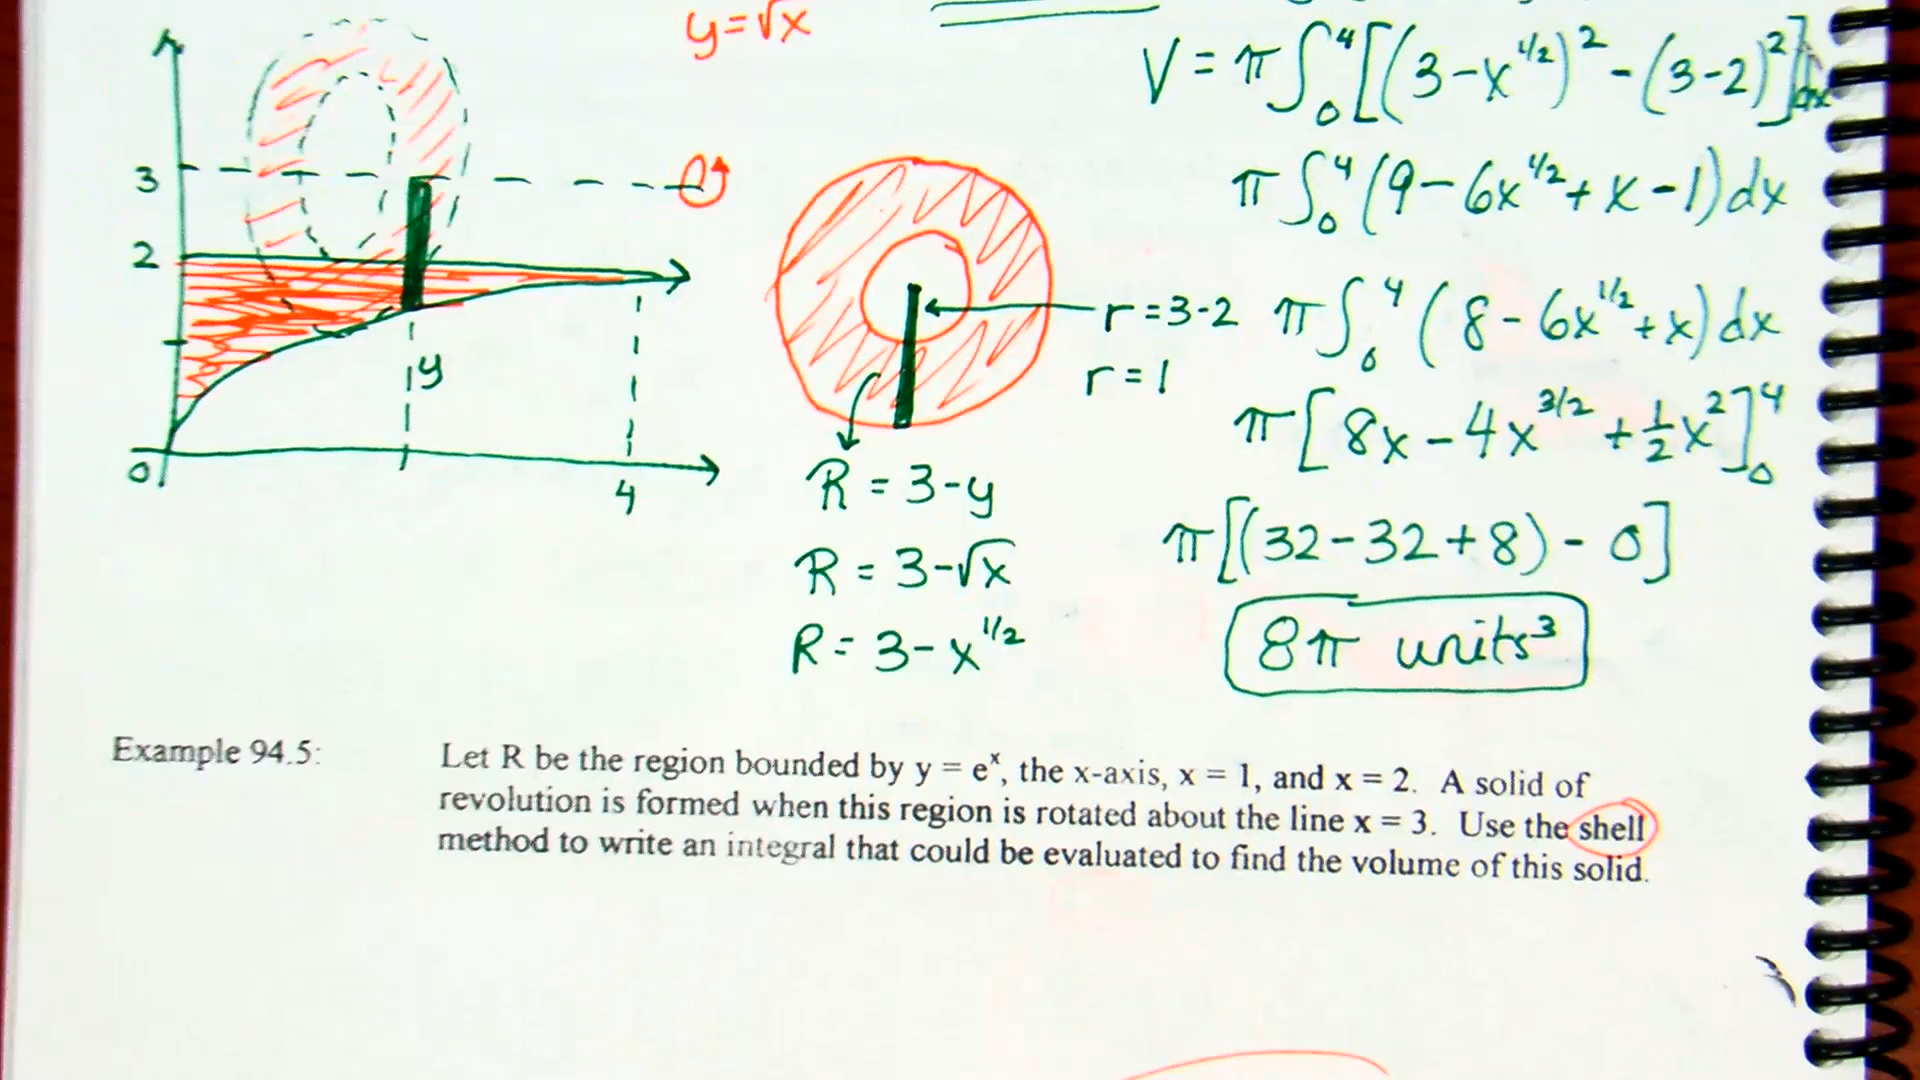 y=√x
V = π∫₀⁴[(3-x^1/2)² - (3-2)²]dx
π∫₀⁴(9-6x^1/2+x-1)dx
π∫₀⁴(8-6x^1/2+x)dx
π[8x-4x^3/2+½x²]₀⁴
π[(32-32+8)-0]
8π units³
3
2
y
0
4
r=3-2
r=1
R=3-y
R=3-√x
R=3-x^1/2
Example 94.5:
Let R be the region bounded by y = eˣ, the x-axis, x = 1, and x = 2. A solid of
revolution is formed when this region is rotated about the line x = 3. Use the shell
method to write an integral that could be evaluated to find the volume of this solid.